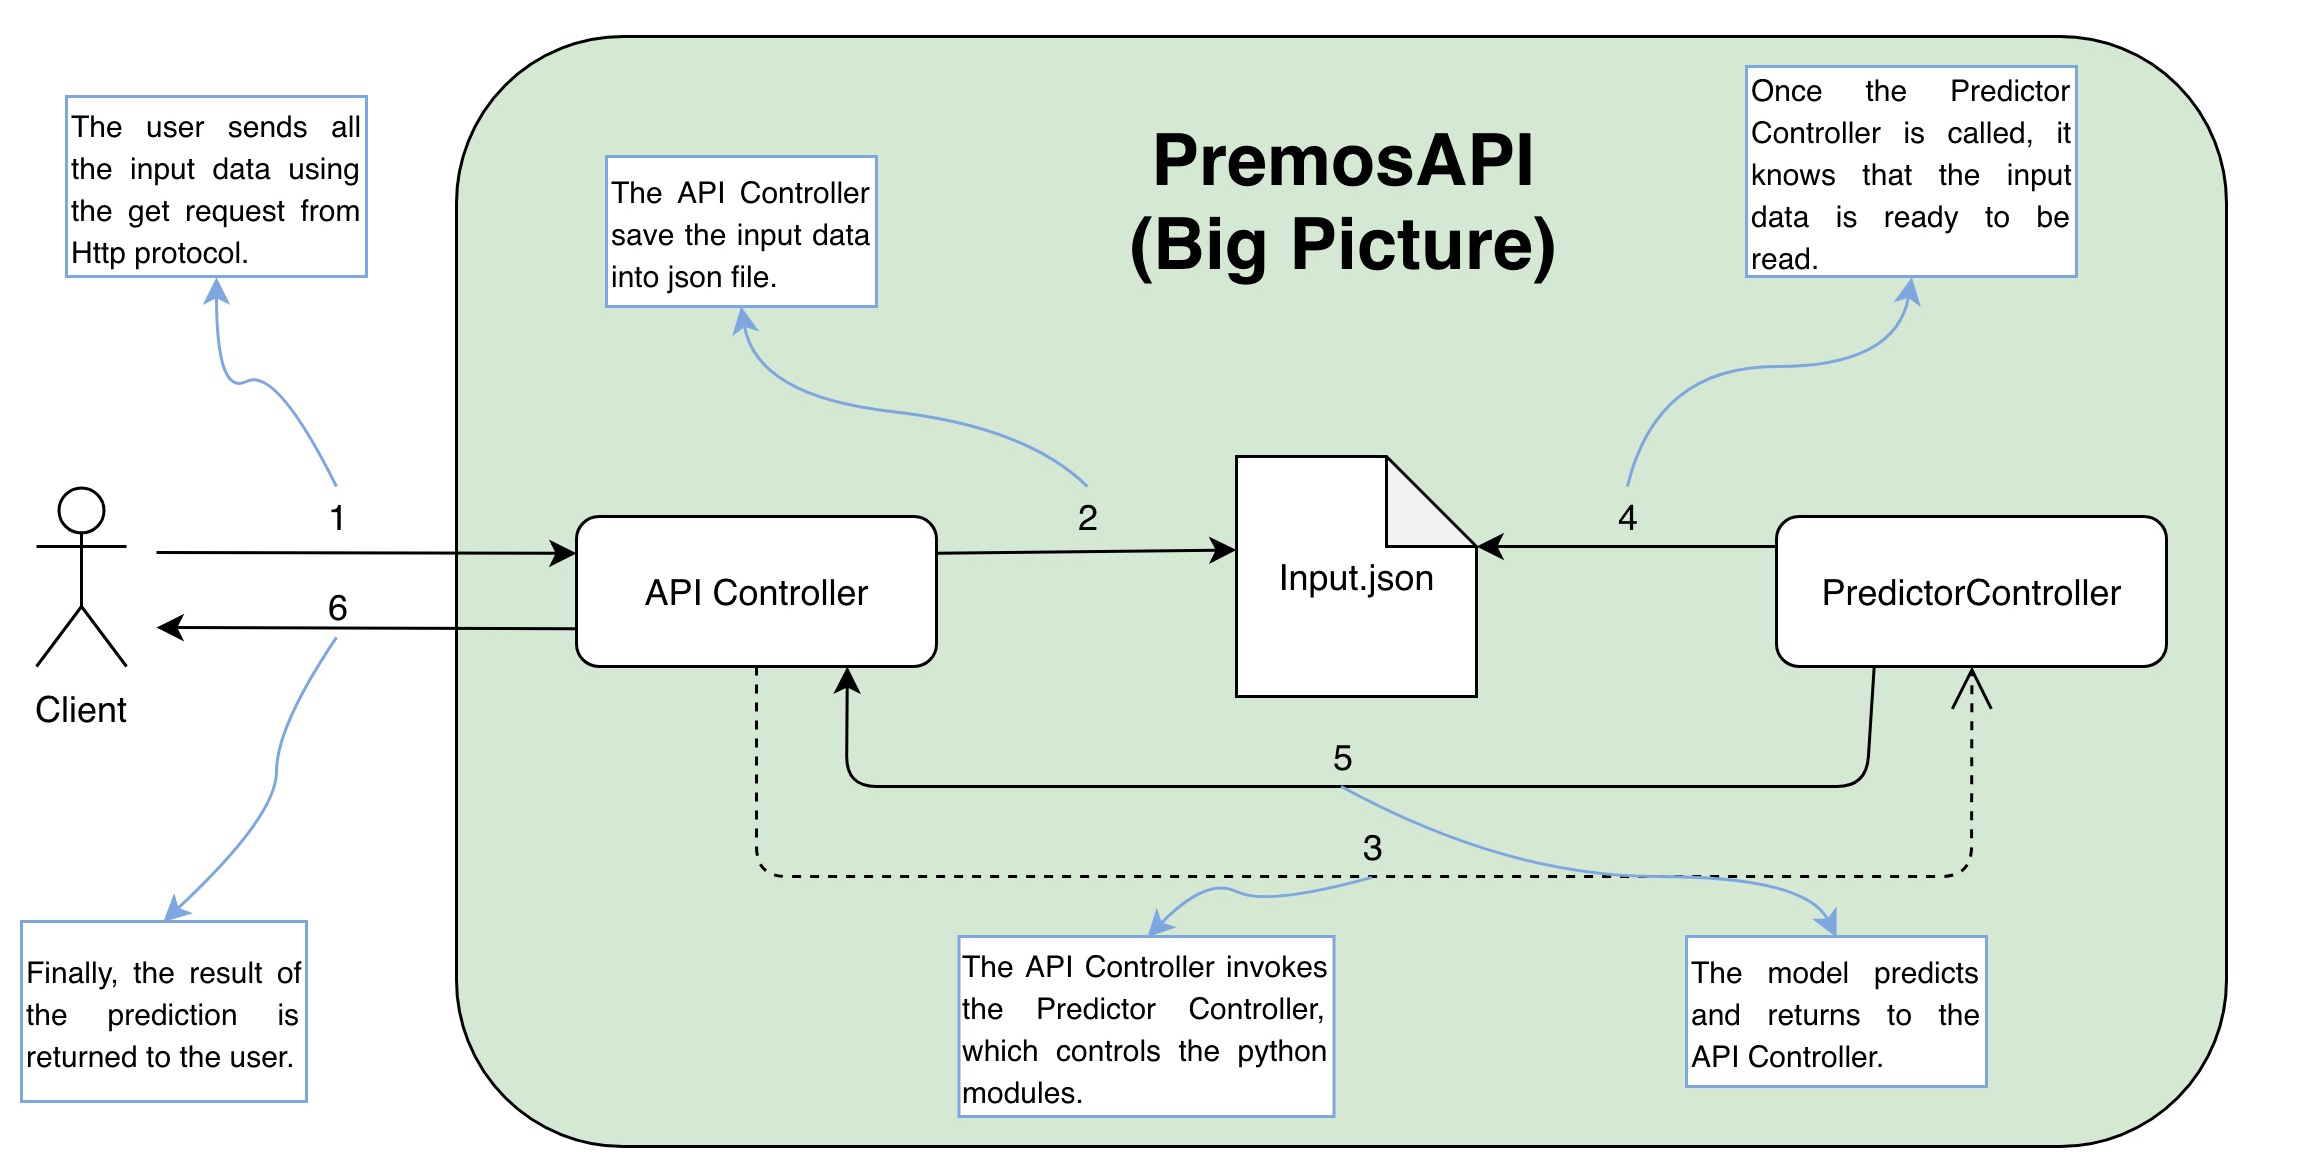 PremosAPI
(Big Picture)
The user sends all
the input data using
the get request from
Http protocol.
The API Controller
save the input data
into json file.
Once the Predictor
Controller is called, it
knows that the input
data is ready to be
read.
1
2
4
API Controller
Input.json
PredictorController
6
Client
5
3
Finally, the result of
the prediction is
returned to the user.
The API Controller invokes
the Predictor Controller,
which controls the python
modules.
The model predicts
and returns to the
API Controller.